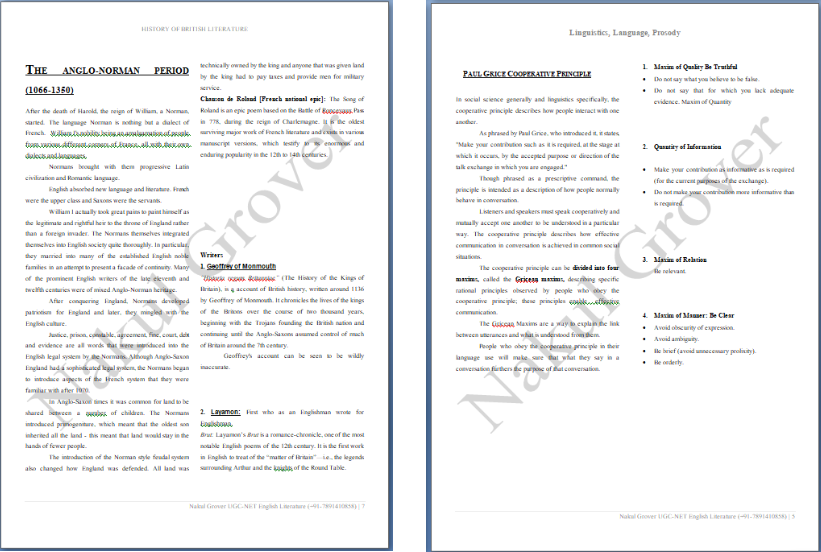 HISTORY OF BRITISH LITERATURE
THE ANGLO-NORMAN PERIOD
(1066-1350)
After the death of Harold, the reign of William, a Norman,
started. The language Norman is nothing but a dialect of
French. William's nobility being an amalgamation of people
from various different corners of France, all with their own
dialects and languages.
Normans brought with them progressive Latin
civilization and Romantic language.
English absorbed new language and literature. French
were the upper class and Saxons were the servants.
William I actually took great pains to paint himself as
the legitimate and rightful heir to the throne of England rather
than a foreign invader. The Normans themselves integrated
themselves into English society quite thoroughly. In particular,
they married into many of the established English noble
families in an attempt to present a facade of continuity. Many
of the prominent English writers of the late eleventh and
twelfth centuries were of mixed Anglo-Norman heritage.
After conquering England, Normans developed
patriotism for England and later, they mingled with the
English culture.
Justice, prison, constable, agreement, fine, court, debt
and evidence are all words that were introduced into the
English legal system by the Normans. Although Anglo-Saxon
England had a sophisticated legal system, the Normans began
to introduce aspects of the French system that they were
familiar with after 1070.
In Anglo-Saxon times it was common for land to be
shared between a number of children. The Normans
introduced primogeniture, which meant that the oldest son
inherited all the land - this meant that land would stay in the
hands of fewer people.
The introduction of the Norman style feudal system
also changed how England was defended. All land was
technically owned by the king and anyone that was given land
by the king had to pay taxes and provide men for military
service.
Chanson de Roland [French national epic]: The Song of
Roland is an epic poem based on the Battle of Roncevaux Pass
in 778, during the reign of Charlemagne. It is the oldest
surviving major work of French literature and exists in various
manuscript versions, which testify to its enormous and
enduring popularity in the 12th to 14th centuries.
Writers
1. Geoffrey of Monmouth
"Historia regum Britanniae" (The History of the Kings of
Britain), is a account of British history, written around 1136
by Geoffrey of Monmouth. It chronicles the lives of the kings
of the Britons over the course of two thousand years,
beginning with the Trojans founding the British nation and
continuing until the Anglo-Saxons assumed control of much
of Britain around the 7th century.
Geoffrey's account can be seen to be wildly
inaccurate.
2. Layamon: First who as an Englishman wrote for
Englishman.
Brut. Layamon's Brut is a romance-chronicle, one of the most
notable English poems of the 12th century. It is the first work
in English to treat of the "matter of Britain" – i.e., the legends
surrounding Arthur and the knights of the Round Table.
Nakul Grover UGC-NET English Literature (+91-7891410858) | 7
Nakul Grover
Linguistics, Language, Prosody
PAUL GRICE COOPERATIVE PRINCIPLE
In social science generally and linguistics specifically, the
cooperative principle describes how people interact with one
another.
As phrased by Paul Grice, who introduced it, it states,
"Make your contribution such as it is required, at the stage at
which it occurs, by the accepted purpose or direction of the
talk exchange in which you are engaged."
Though phrased as a prescriptive command, the
principle is intended as a description of how people normally
behave in conversation.
Listeners and speakers must speak cooperatively and
mutually accept one another to be understood in a particular
way. The cooperative principle describes how effective
communication in conversation is achieved in common social
situations.
The cooperative principle can be divided into four
maxims, called the Gricean maxims, describing specific
rational principles observed by people who obey the
cooperative principle; these principles enable effective
communication.
The Gricean Maxims are a way to explain the link
between utterances and what is understood from them.
People who obey the cooperative principle in their
language use will make sure that what they say in a
conversation furthers the purpose of that conversation.
1. Maxim of Quality Be Truthful
• Do not say what you believe to be false.
• Do not say that for which you lack adequate
evidence. Maxim of Quantity
2. Quantity of Information
• Make your contribution as informative as is required
(for the current purposes of the exchange).
• Do not make your contribution more informative than
is required.
3. Maxim of Relation
Be relevant.
4. Maxim of Manner: Be Clear
• Avoid obscurity of expression.
• Avoid ambiguity.
• Be brief (avoid unnecessary prolixity).
• Be orderly.
Nakul Grover UGC-NET English Literature (+91-7891410858) | 5
Nakul Grover